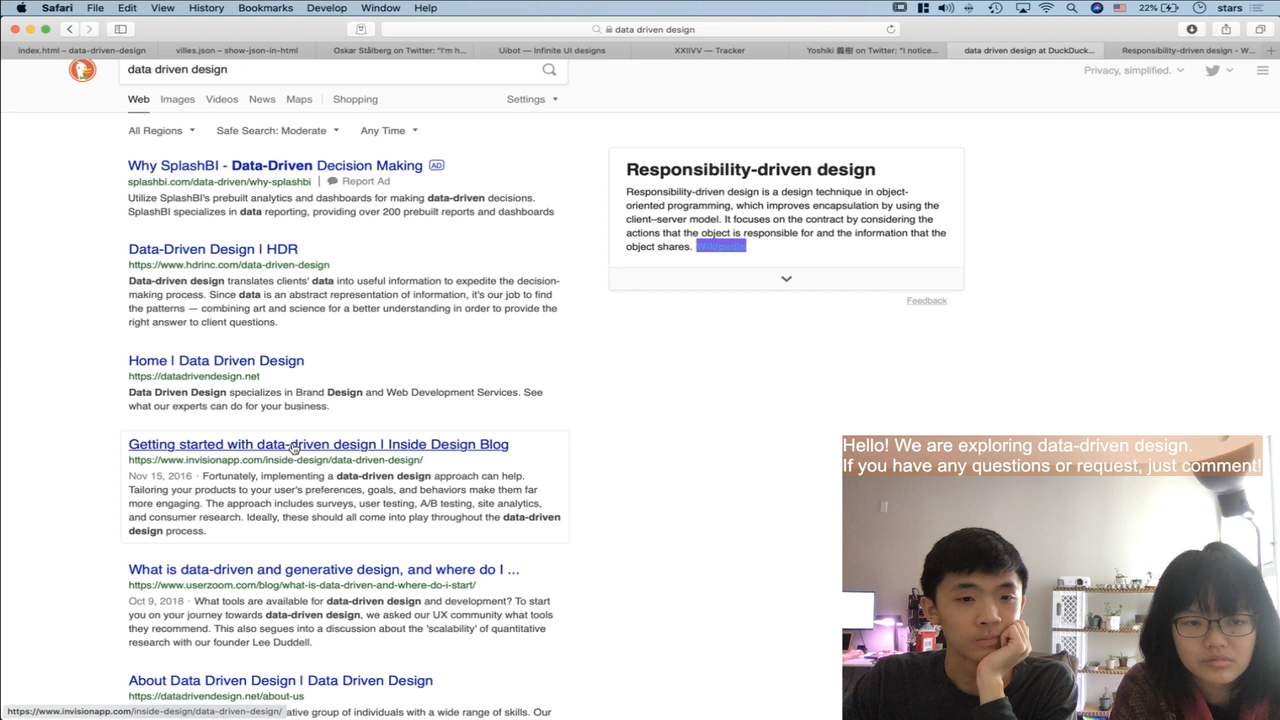 Safari File Edit View History Bookmarks Develop Window Help 22% stars
data driven design
index.html – data-driven-design villes.json – show-json-in-html Oskar Stålberg on Twitter: "I'm h... Uibot — Infinite UI designs XXIIVV — Tracker Yoshiki 義樹 on Twitter: "I notice... data driven design at DuckDuck... Responsibility-driven design - W...
data driven design
Privacy, simplified.
Web Images Videos News Maps Shopping Settings
All Regions Safe Search: Moderate Any Time
Why SplashBI - Data-Driven Decision Making AD
splashbi.com/data-driven/why-splashbi Report Ad
Utilize SplashBI's prebuilt analytics and dashboards for making data-driven decisions.
SplashBI specializes in data reporting, providing over 200 prebuilt reports and dashboards
Data-Driven Design | HDR
https://www.hdrinc.com/data-driven-design
Data-driven design translates clients' data into useful information to expedite the decision-
making process. Since data is an abstract representation of information, it's our job to find
the patterns — combining art and science for a better understanding in order to provide the
right answer to client questions.
Home | Data Driven Design
https://datadrivendesign.net
Data Driven Design specializes in Brand Design and Web Development Services. See
what our experts can do for your business.
Getting started with data-driven design | Inside Design Blog
https://www.invisionapp.com/inside-design/data-driven-design/
Nov 15, 2016 · Fortunately, implementing a data-driven design approach can help.
Tailoring your products to your user's preferences, goals, and behaviors make them far
more engaging. The approach includes surveys, user testing, A/B testing, site analytics,
and consumer research. Ideally, these should all come into play throughout the data-driven
design process.
What is data-driven and generative design, and where do I ...
https://www.userzoom.com/blog/what-is-data-driven-and-where-do-i-start/
Oct 9, 2018 · What tools are available for data-driven design and development? To start
you on your journey towards data-driven design, we asked our UX community what tools
they recommend. This also segues into a discussion about the 'scalability' of quantitative
research with our founder Lee Duddell.
About Data Driven Design | Data Driven Design
https://datadrivendesign.net/about-us
https://www.invisionapp.com/inside-design/data-driven-design/ ative group of individuals with a wide range of skills. Our
Responsibility-driven design
Responsibility-driven design is a design technique in object-
oriented programming, which improves encapsulation by using the
client–server model. It focuses on the contract by considering the
actions that the object is responsible for and the information that the
object shares. Wikipedia
Feedback
Hello! We are exploring data-driven design.
If you have any questions or request, just comment!